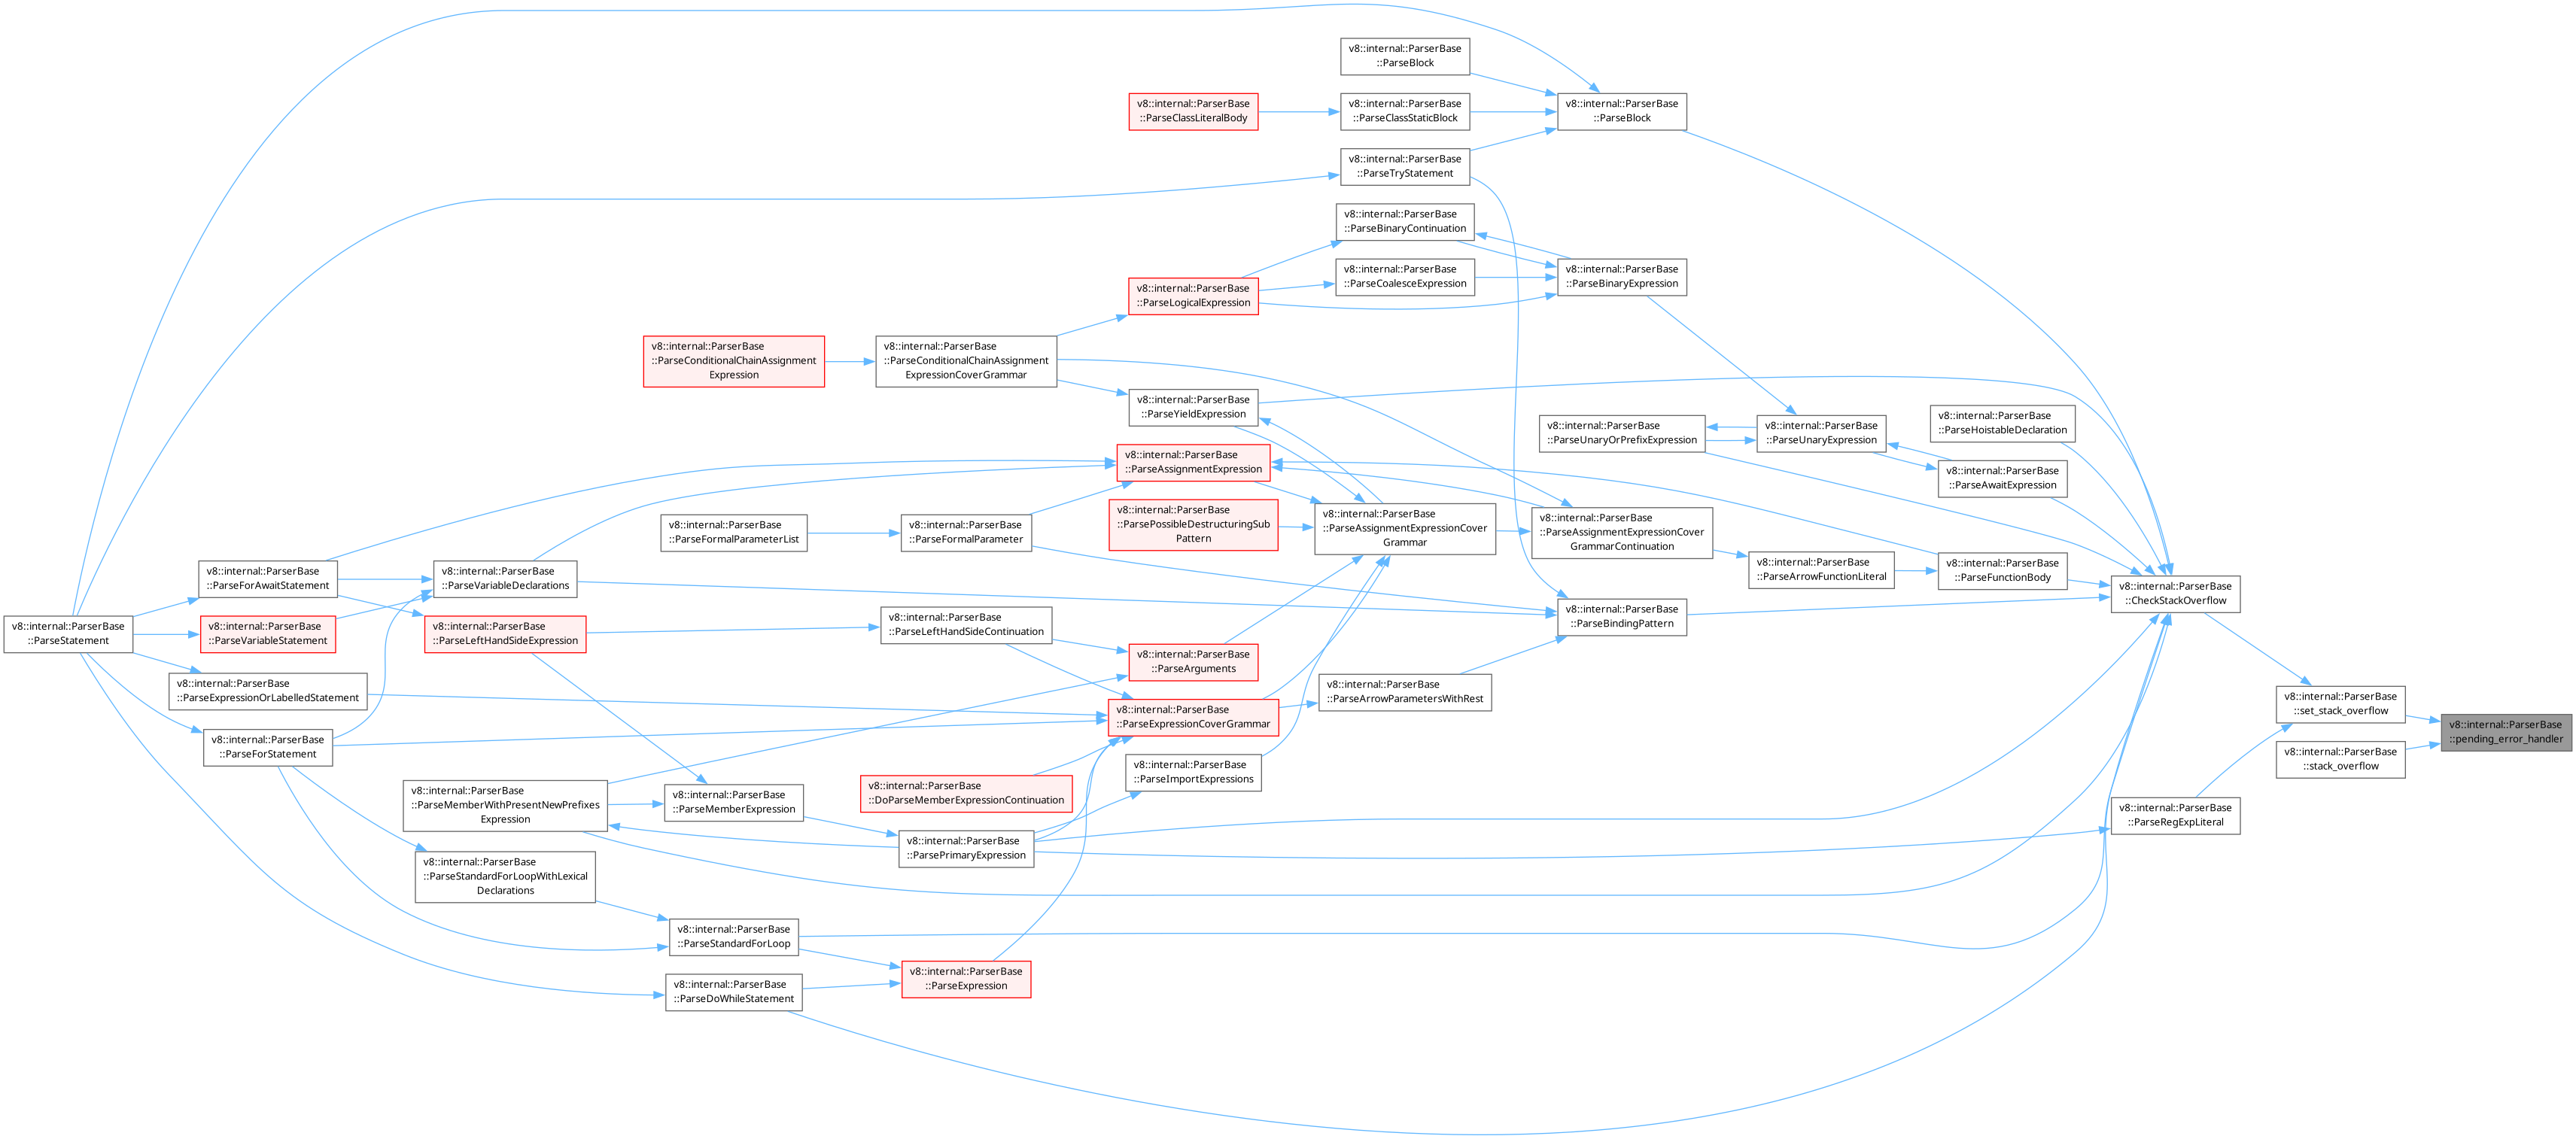 v8::internal::ParserBase
::ParseBlock
v8::internal::ParserBase
::ParseClassLiteralBody
v8::internal::ParserBase
::ParseClassStaticBlock
v8::internal::ParserBase
::ParseBlock
v8::internal::ParserBase
::ParseTryStatement
v8::internal::ParserBase
::ParseBinaryContinuation
v8::internal::ParserBase
::ParseLogicalExpression
v8::internal::ParserBase
::ParseCoalesceExpression
v8::internal::ParserBase
::ParseBinaryExpression
v8::internal::ParserBase
::ParseConditionalChainAssignment
Expression
v8::internal::ParserBase
::ParseConditionalChainAssignment
ExpressionCoverGrammar
v8::internal::ParserBase
::ParseYieldExpression
v8::internal::ParserBase
::ParseUnaryOrPrefixExpression
v8::internal::ParserBase
::ParseUnaryExpression
v8::internal::ParserBase
::ParseHoistableDeclaration
v8::internal::ParserBase
::ParseAssignmentExpression
v8::internal::ParserBase
::ParseAwaitExpression
v8::internal::ParserBase
::ParseFormalParameterList
v8::internal::ParserBase
::ParseFormalParameter
v8::internal::ParserBase
::ParsePossibleDestructuringSub
Pattern
v8::internal::ParserBase
::ParseAssignmentExpressionCover
Grammar
v8::internal::ParserBase
::ParseAssignmentExpressionCover
GrammarContinuation
v8::internal::ParserBase
::ParseArrowFunctionLiteral
v8::internal::ParserBase
::ParseFunctionBody
v8::internal::ParserBase
::ParseForAwaitStatement
v8::internal::ParserBase
::ParseVariableDeclarations
v8::internal::ParserBase
::CheckStackOverflow
v8::internal::ParserBase
::ParseStatement
v8::internal::ParserBase
::ParseVariableStatement
v8::internal::ParserBase
::ParseLeftHandSideExpression
v8::internal::ParserBase
::ParseLeftHandSideContinuation
v8::internal::ParserBase
::ParseBindingPattern
v8::internal::ParserBase
::ParseArguments
v8::internal::ParserBase
::ParseExpressionOrLabelledStatement
v8::internal::ParserBase
::ParseArrowParametersWithRest
v8::internal::ParserBase
::set_stack_overflow
v8::internal::ParserBase
::ParseExpressionCoverGrammar
v8::internal::ParserBase
::pending_error_handler
v8::internal::ParserBase
::ParseForStatement
v8::internal::ParserBase
::stack_overflow
v8::internal::ParserBase
::ParseImportExpressions
v8::internal::ParserBase
::DoParseMemberExpressionContinuation
v8::internal::ParserBase
::ParseMemberWithPresentNewPrefixes
Expression
v8::internal::ParserBase
::ParseMemberExpression
v8::internal::ParserBase
::ParseRegExpLiteral
v8::internal::ParserBase
::ParsePrimaryExpression
v8::internal::ParserBase
::ParseStandardForLoopWithLexical
Declarations
v8::internal::ParserBase
::ParseStandardForLoop
v8::internal::ParserBase
::ParseExpression
v8::internal::ParserBase
::ParseDoWhileStatement